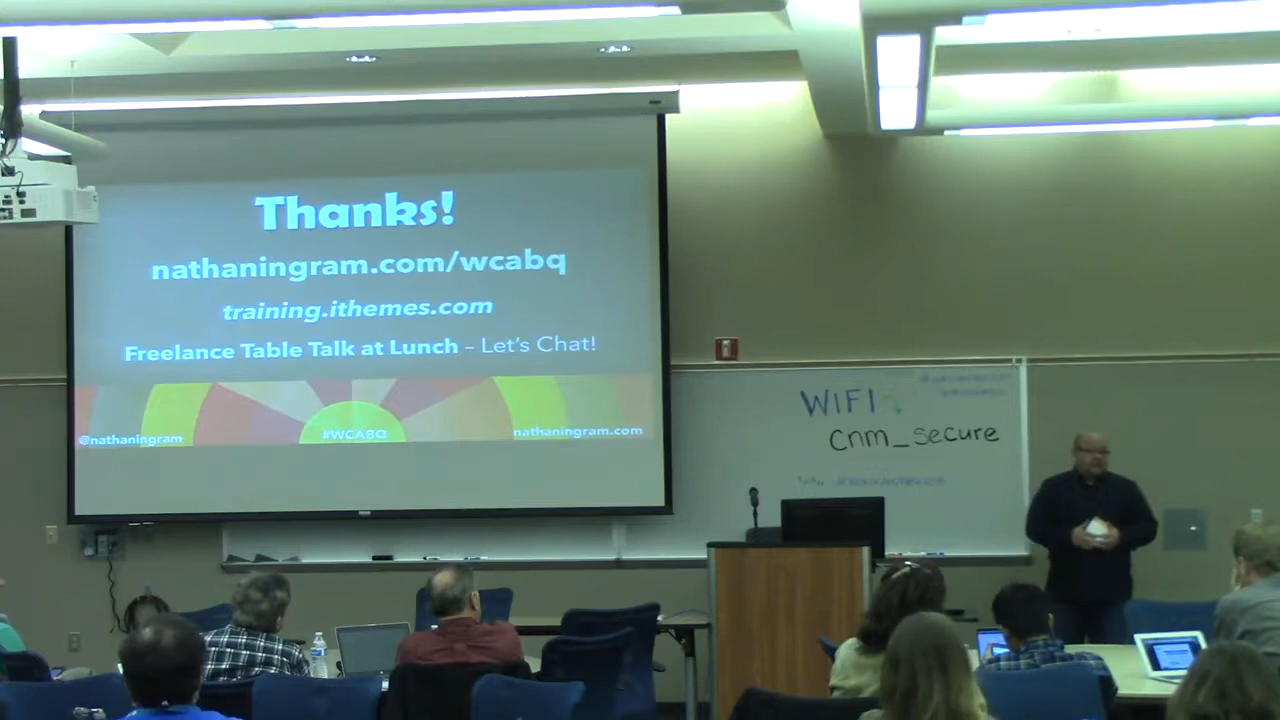 Thanks!
nathaningram.com/wcabq
training.ithemes.com
Freelance Table Talk at Lunch – Let's Chat!
@nathaningram
#WCABQ
nathaningram.com
WIFI
cnm_secure